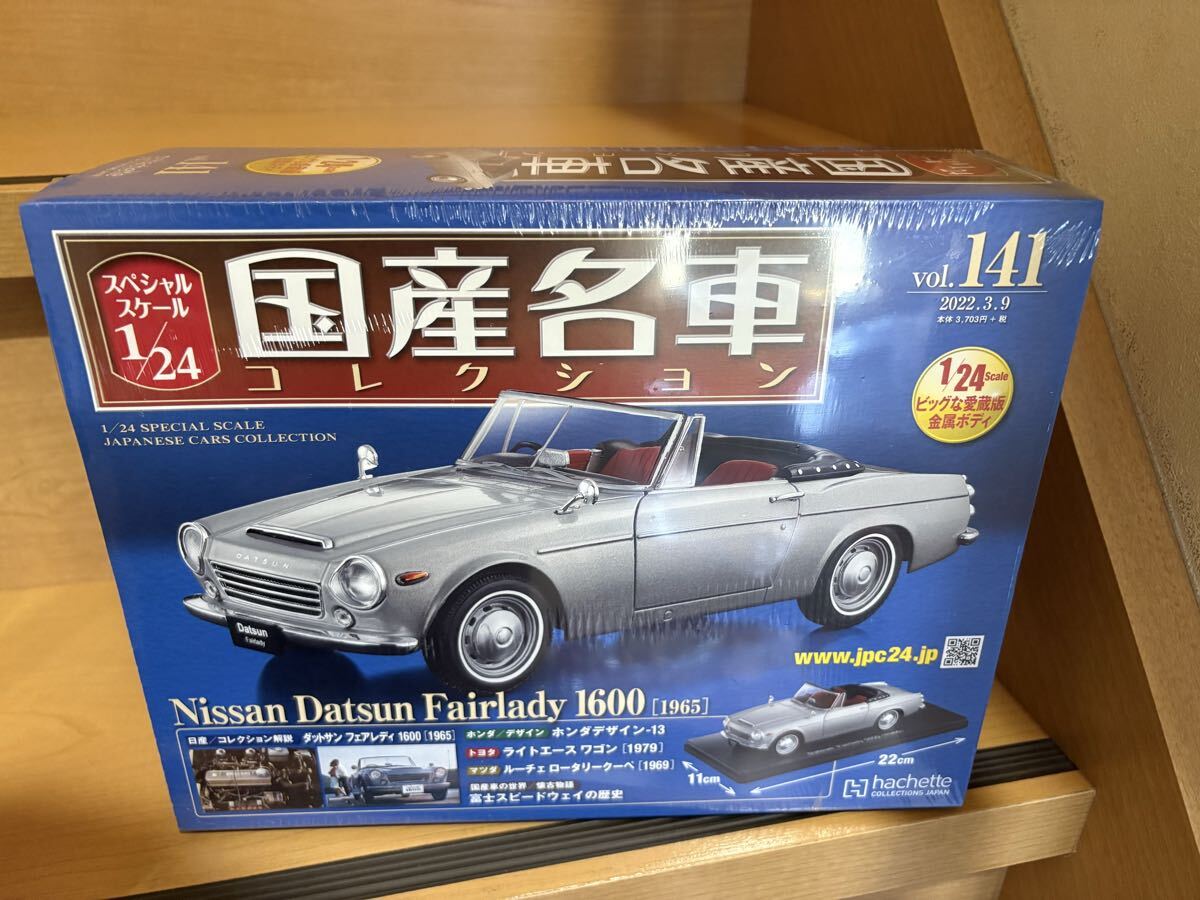 141
1/24
国産名車
スペシャル
スケール
1/24
国産名車
コレクション
1/24 SPECIAL SCALE
JAPANESE CARS COLLECTION
vol.141
2022.3.9
本体 3,703円 + 税
1/24 Scale
ビッグな愛蔵版
金属ボディ
DATSUN
Datsun
Fairlady
www.jpc24.jp
Nissan Datsun Fairlady 1600 [1965]
日産/コレクション解説 ダットサン フェアレディ 1600 [1965]
ホンダ/デザイン ホンダデザイン-13
トヨタ ライトエース ワゴン [1979]
マツダ ルーチェ ロータリークーペ [1969]
国産車の世界/懐古物語
富士スピードウェイの歴史
11cm
22cm
hachette
COLLECTIONS JAPAN